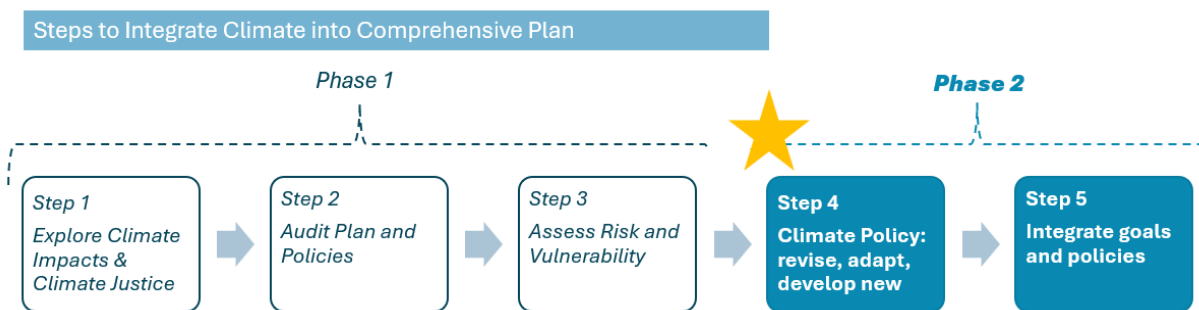 Steps to Integrate Climate into Comprehensive Plan
Phase 1
Phase 2
Step 1
Explore Climate
Impacts &
Climate Justice
Step 2
Audit Plan and
Policies
Step 3
Assess Risk and
Vulnerability
Step 4
Climate Policy:
revise, adapt,
develop new
Step 5
Integrate goals
and policies